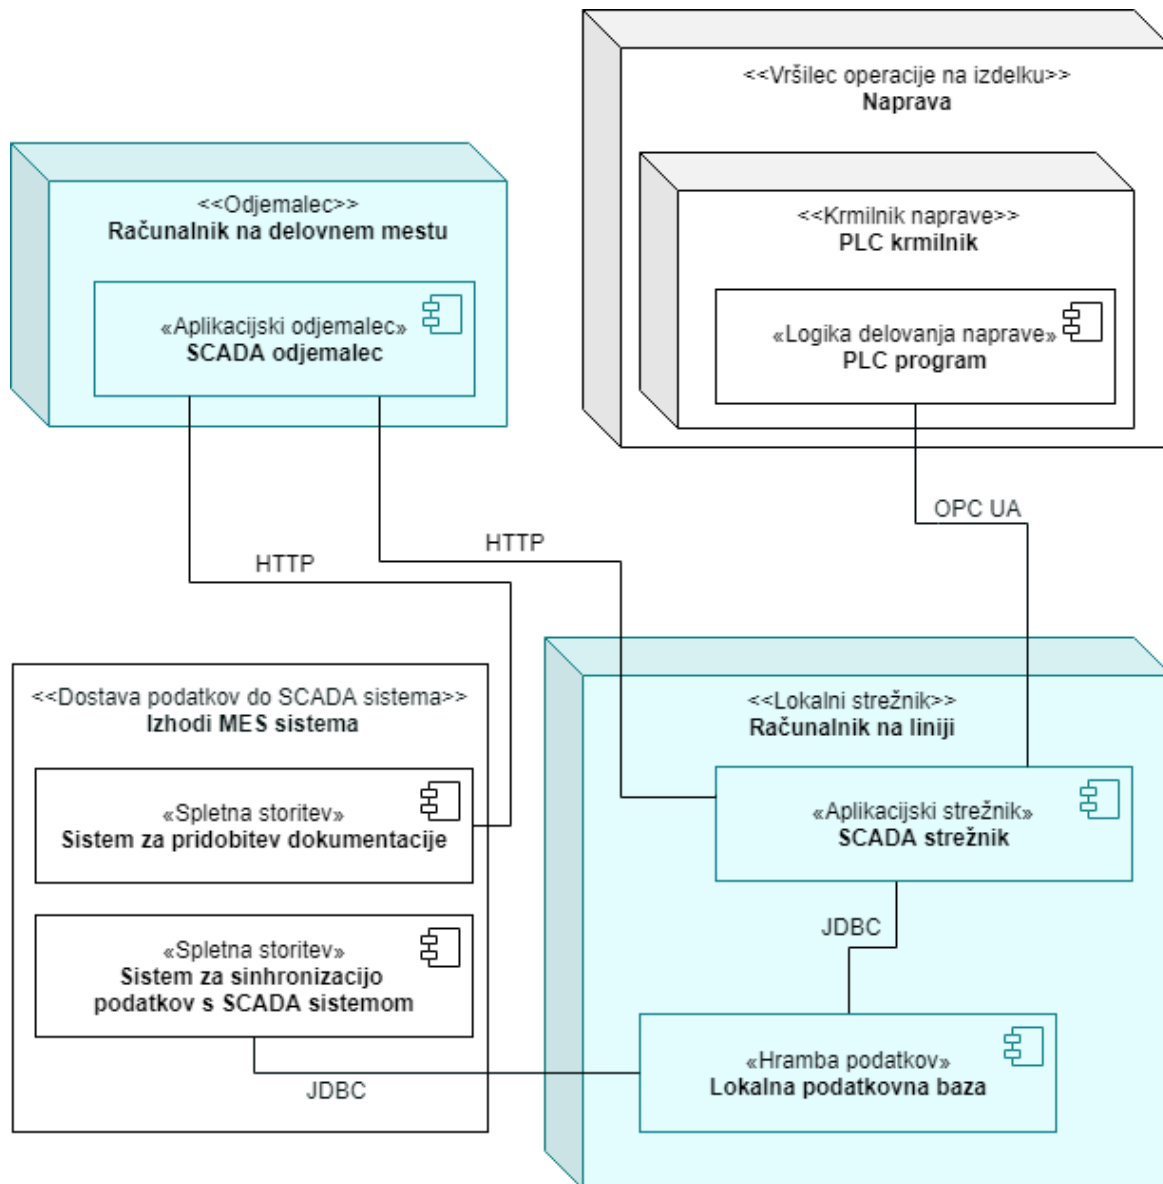 <<Vršilec operacije na izdelku>>
Naprava
<<Odjemalec>>
Računalnik na delovnem mestu
<<Krmilnik naprave>>
PLC krmilnik
«Aplikacijski odjemalec»
SCADA odjemalec
«Logika delovanja naprave»
PLC program
OPC UA
HTTP
HTTP
<<Dostava podatkov do SCADA sistema>>
Izhodi MES sistema
<<Lokalni strežnik>>
Računalnik na liniji
«Spletna storitev»
Sistem za pridobitev dokumentacije
«Aplikacijski strežnik»
SCADA strežnik
JDBC
«Spletna storitev»
Sistem za sinhronizacijo
podatkov s SCADA sistemom
«Hramba podatkov»
Lokalna podatkovna baza
JDBC